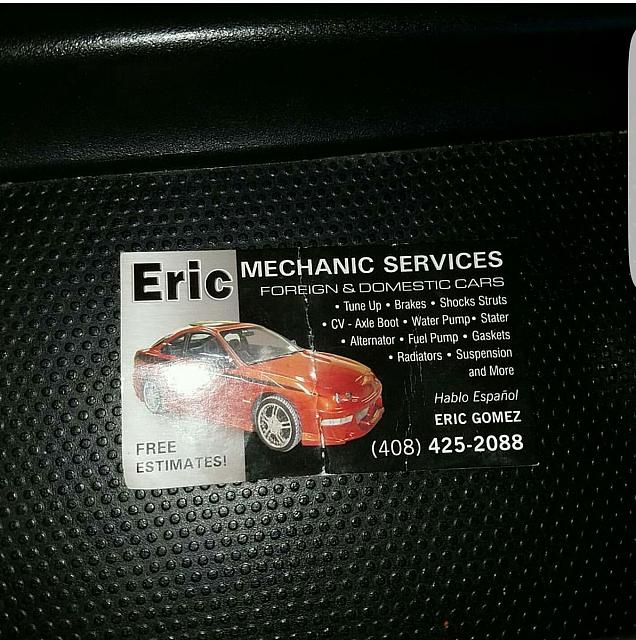 Eric MECHANIC SERVICES
FOREIGN & DOMESTIC CARS
• Tune Up • Brakes • Shocks Struts
• CV - Axle Boot • Water Pump • Stater
• Alternator • Fuel Pump • Gaskets
• Radiators • Suspension
and More
Hablo Español
ERIC GOMEZ
(408) 425-2088
FREE
ESTIMATES!